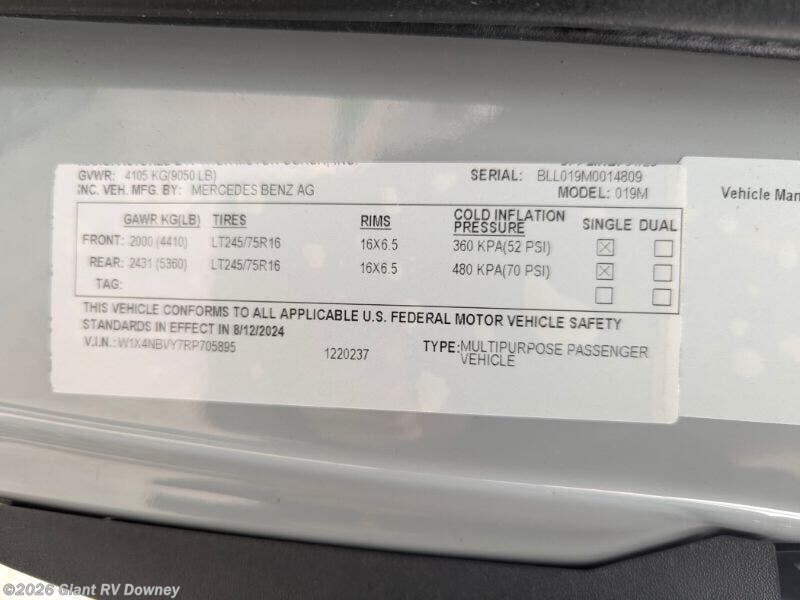 GVWR: 4105 KG(9050 LB) SERIAL: BLL019M0014809
INC. VEH. MFG. BY: MERCEDES BENZ AG MODEL: 019M
Vehicle Man
GAWR KG(LB) TIRES RIMS COLD INFLATION PRESSURE SINGLE DUAL
FRONT: 2000 (4410) LT245/75R16 16X6.5 360 KPA(52 PSI)
REAR: 2431 (5360) LT245/75R16 16X6.5 480 KPA(70 PSI)
TAG:
THIS VEHICLE CONFORMS TO ALL APPLICABLE U.S. FEDERAL MOTOR VEHICLE SAFETY
STANDARDS IN EFFECT IN 8/12/2024
V.I.N.: W1X4NBVY7RP705895 1220237 TYPE: MULTIPURPOSE PASSENGER
VEHICLE
©2026 Giant RV Downey